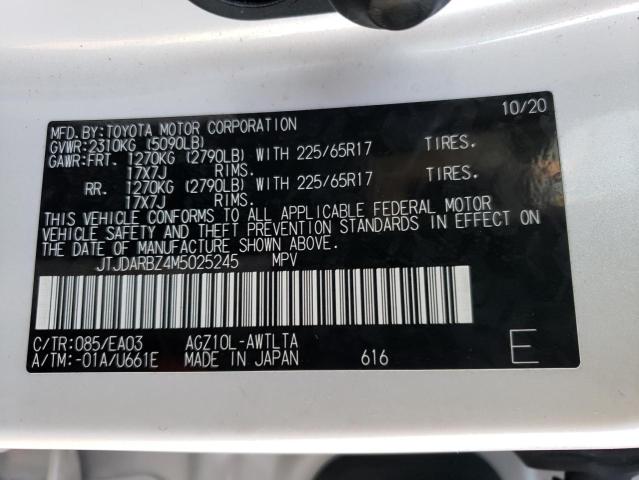 10/20
MFD.BY:TOYOTA MOTOR CORPORATION
GVWR:2310KG (5090LB)
GAWR:FRT. 1270KG (2790LB) WITH 225/65R17 TIRES.
17X7J RIMS.
RR. 1270KG (2790LB) WITH 225/65R17 TIRES.
17X7J RIMS.
THIS VEHICLE CONFORMS TO ALL APPLICABLE FEDERAL MOTOR
VEHICLE SAFETY AND THEFT PREVENTION STANDARDS IN EFFECT ON
THE DATE OF MANUFACTURE SHOWN ABOVE.
JTJDARBZ4M5025245 MPV
C/TR:085/EA03 AGZ10L-AWTLTA
A/TM:-01A/U661E MADE IN JAPAN 616 E